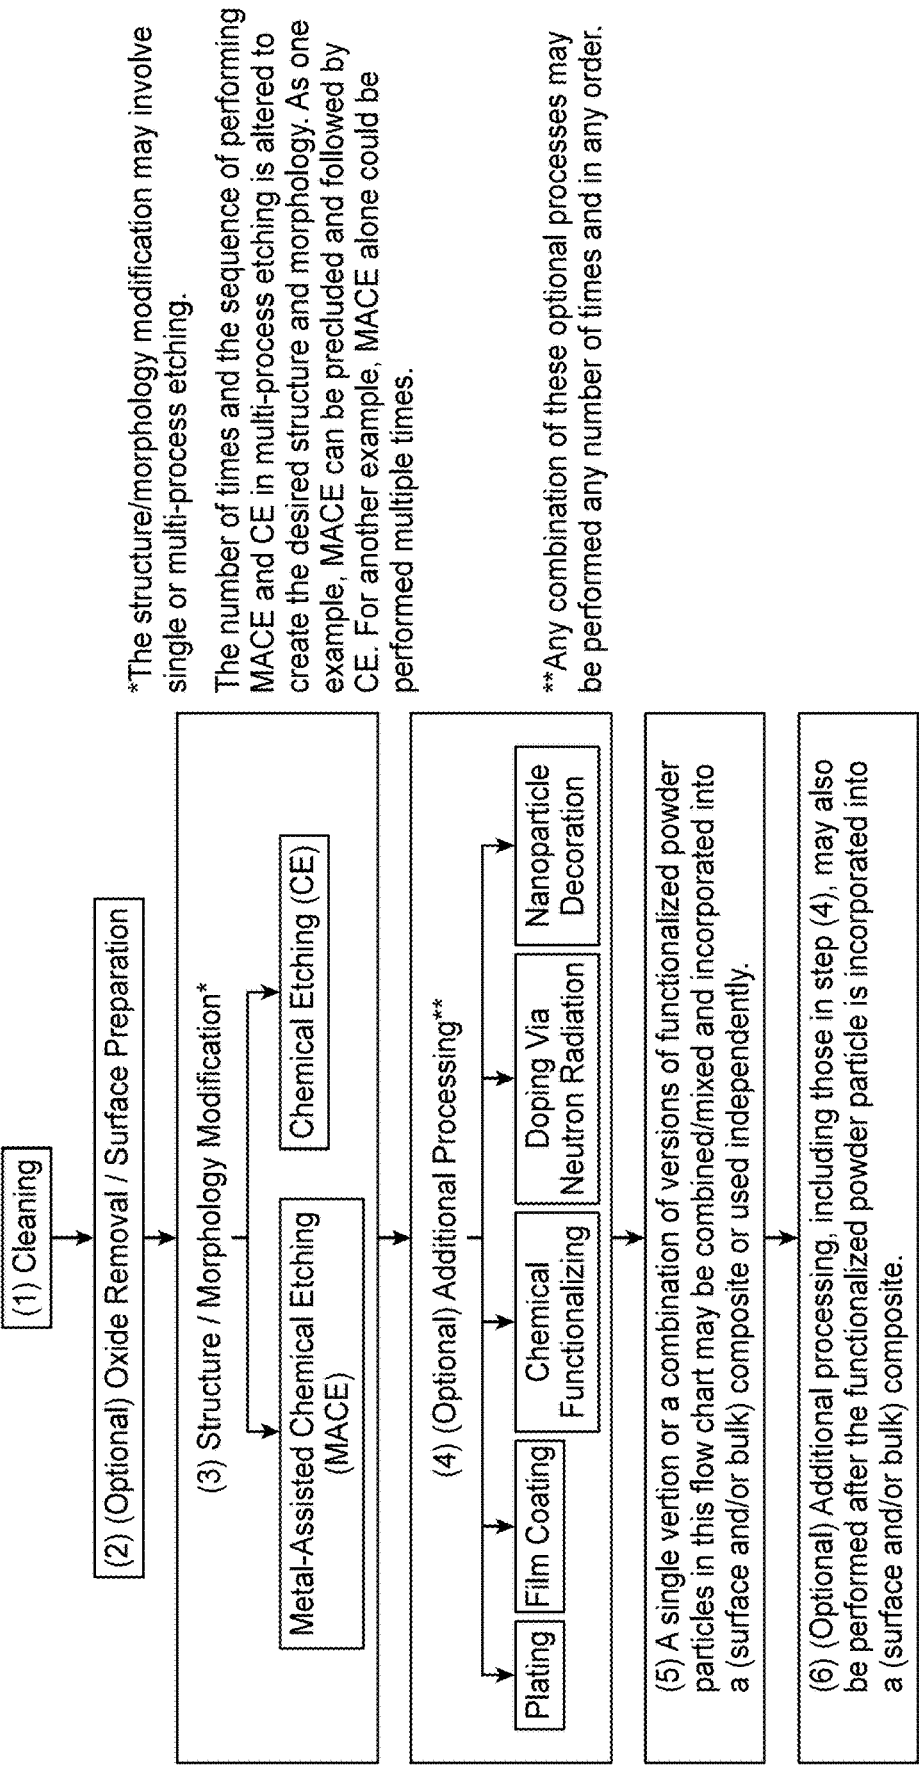 (1) Cleaning
(2) (Optional) Oxide Removal / Surface Preparation
(3) Structure / Morphology Modification*
Metal-Assisted Chemical Etching
(MACE)
Chemical Etching (CE)
*The structure/morphology modification may involve
single or multi-process etching.
The number of times and the sequence of performing
MACE and CE in multi-process etching is altered to
create the desired structure and morphology. As one
example, MACE can be precluded and followed by
CE. For another example, MACE alone could be
performed multiple times.
(4) (Optional) Additional Processing**
Plating
Film Coating
Chemical
Functionalizing
Doping Via
Neutron Radiation
Nanoparticle
Decoration
**Any combination of these optional processes may
be performed any number of times and in any order.
(5) A single vertion or a combination of versions of functionalized powder
particles in this flow chart may be combined/mixed and incorporated into
a (surface and/or bulk) composite or used independently.
(6) (Optional) Additional processing, including those in step (4), may also
be performed after the functionalized powder particle is incorporated into
a (surface and/or bulk) composite.